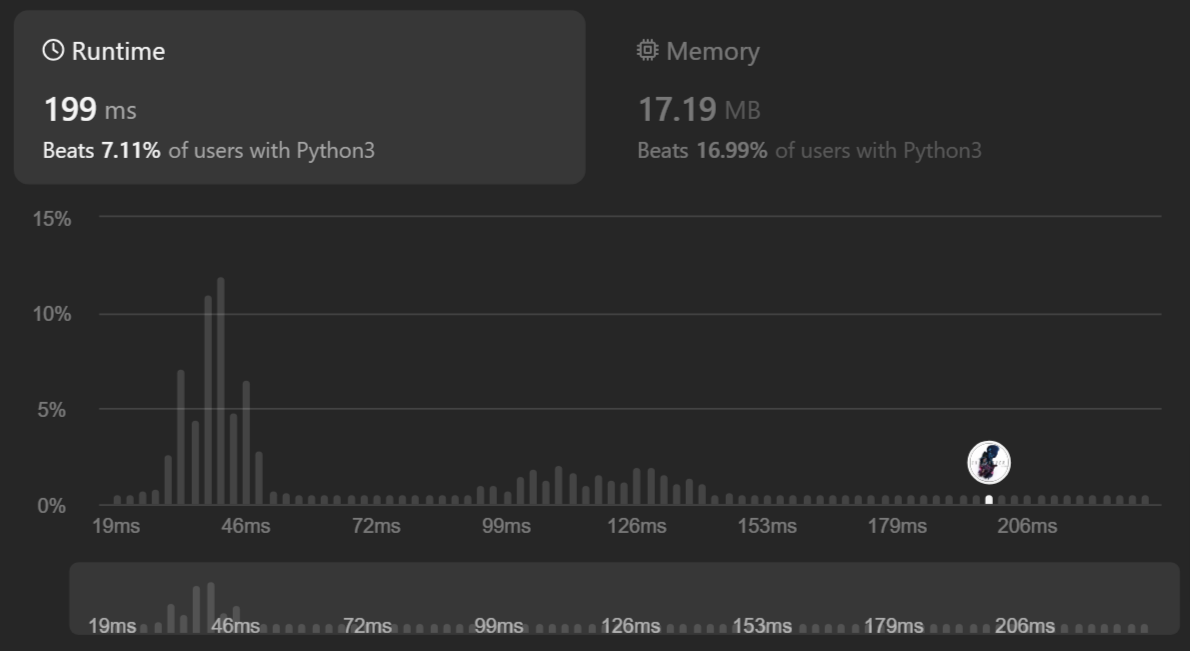 Runtime
199 ms
Beats 7.11% of users with Python3
Memory
17.19 MB
Beats 16.99% of users with Python3
15%
10%
5%
0%
19ms 46ms 72ms 99ms 126ms 153ms 179ms 206ms
19ms 46ms 72ms 99ms 126ms 153ms 179ms 206ms